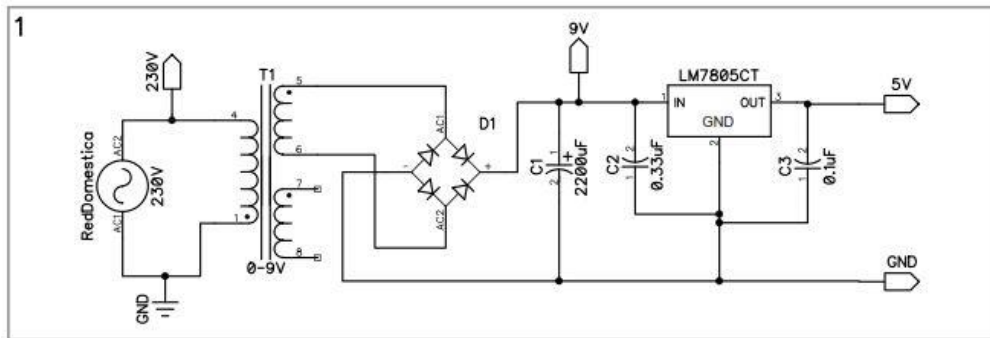 1
9V
230V
T1
LM7805CT
5V
5
4
AC1
D1
1
IN
OUT
3
GND
2
AC2
6
-
+
1
C1
+
2200uF
2
2
C2
0.33uF
1
2
C3
0.1uF
1
RedDomestica
230V
7
AC1
1
AC2
8
0-9V
GND
GND